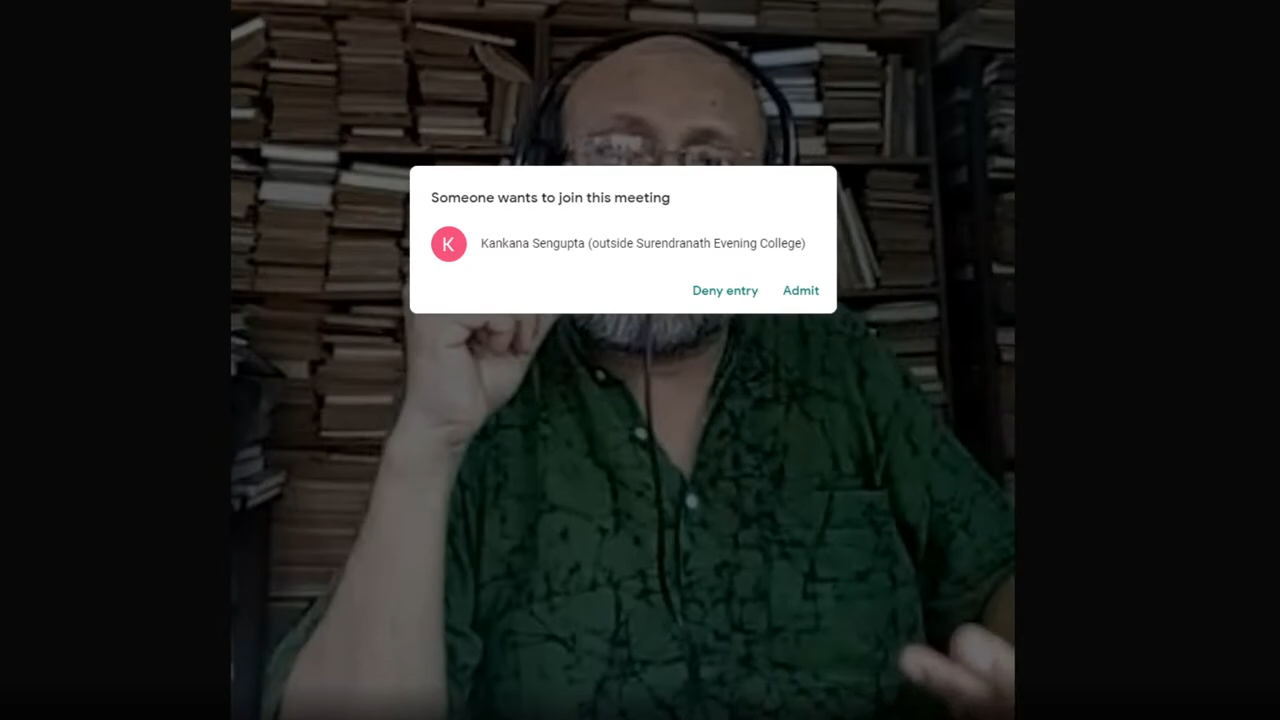 Someone wants to join this meeting
K
Kankana Sengupta (outside Surendranath Evening College)
Deny entry
Admit